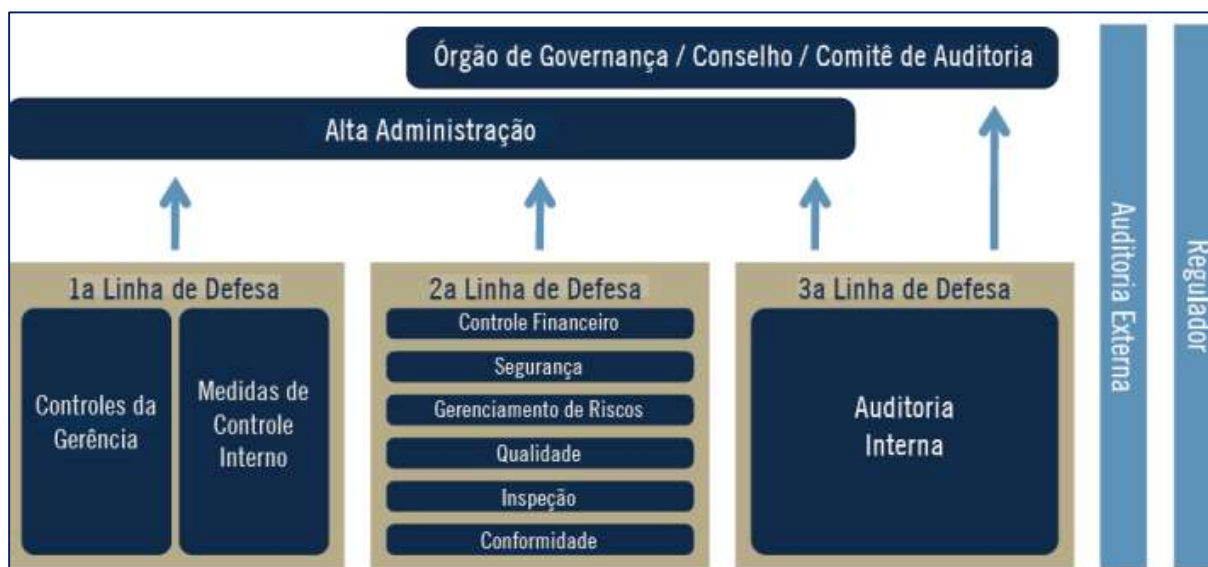 Órgão de Governança / Conselho / Comitê de Auditoria
Alta Administração
1a Linha de Defesa
Controles da
Gerência
Medidas de
Controle
Interno
2a Linha de Defesa
Controle Financeiro
Segurança
Gerenciamento de Riscos
Qualidade
Inspeção
Conformidade
3a Linha de Defesa
Auditoria
Interna
Auditoria Externa
Regulador